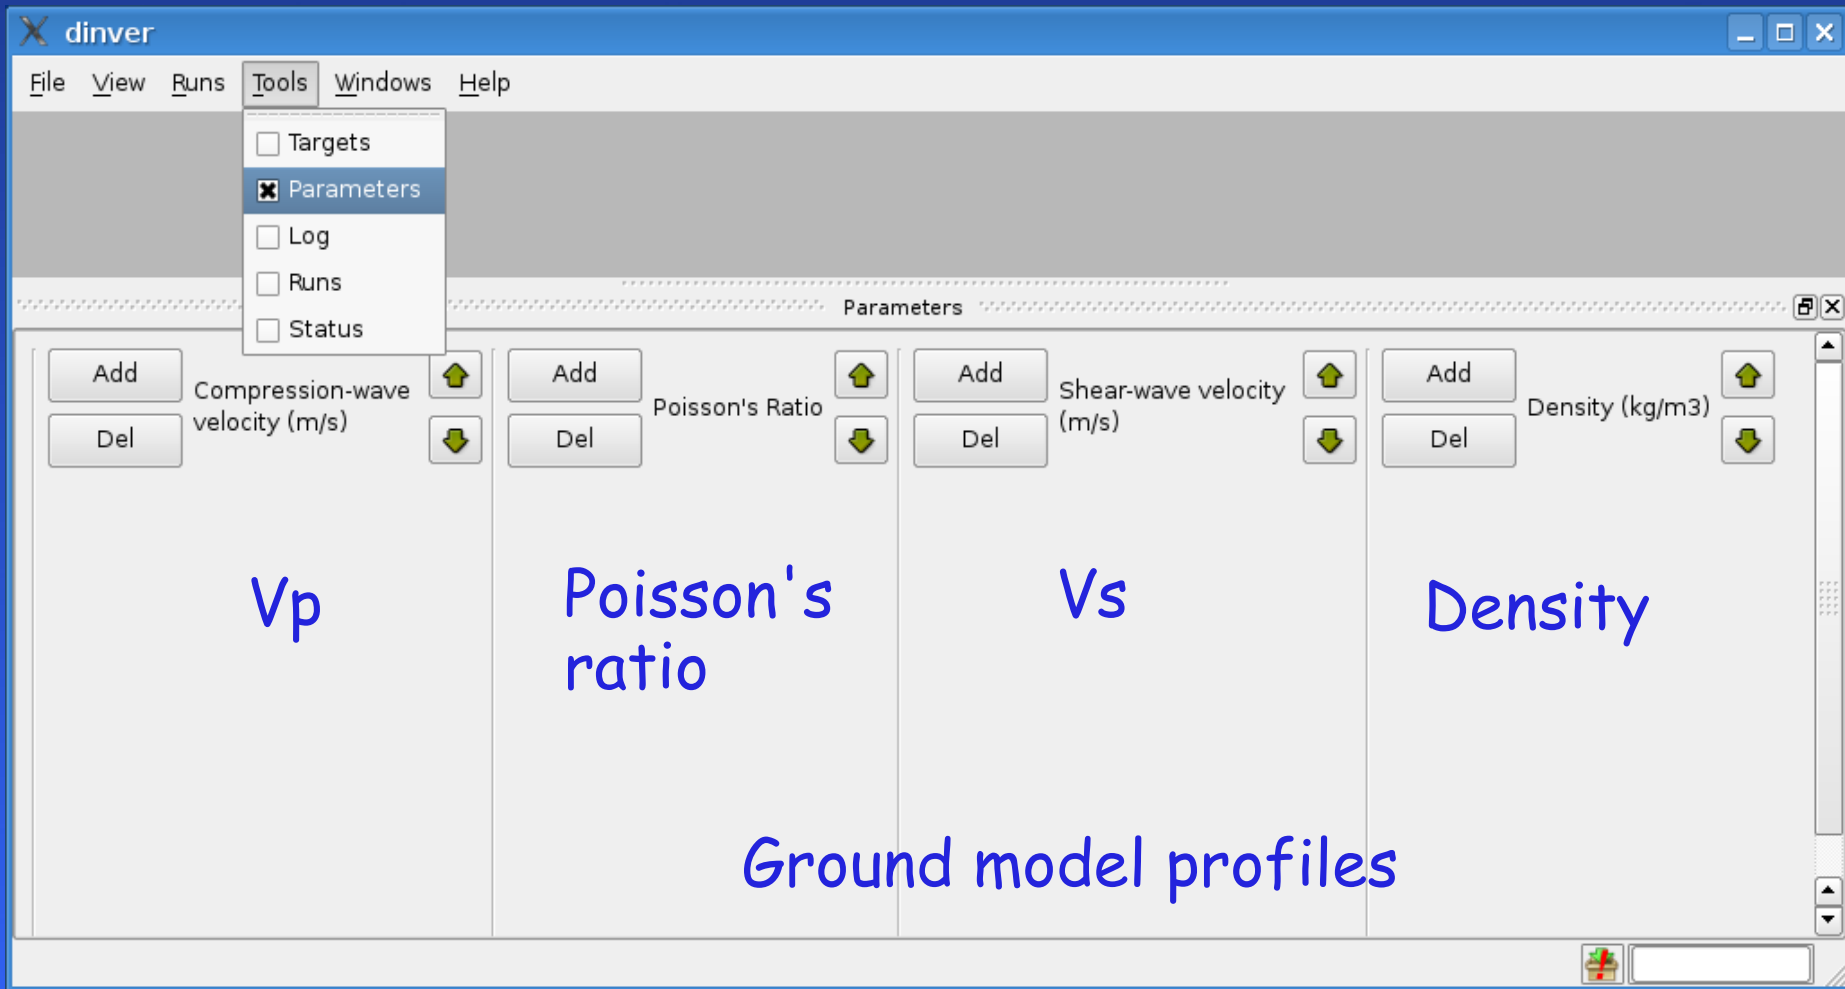 dinver
File View Runs Tools Windows Help
Targets
Parameters
Log
Runs
Status
Parameters
Add
Del
Compression-wave
velocity (m/s)
Add
Del
Poisson's Ratio
Add
Del
Shear-wave velocity
(m/s)
Add
Del
Density (kg/m3)
Vp
Poisson's
ratio
Vs
Density
Ground model profiles